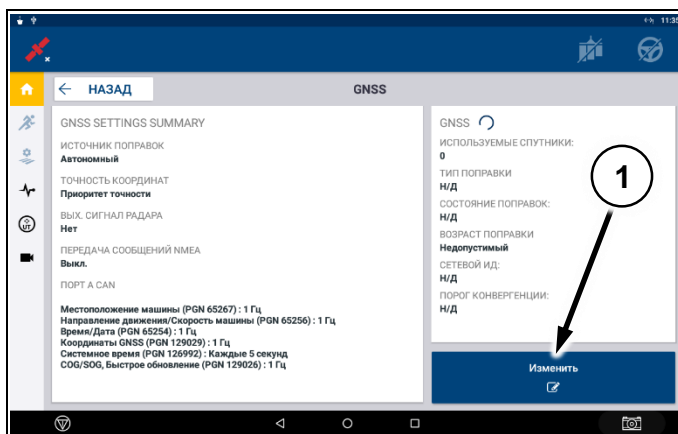 11:35
← НАЗАД
GNSS
GNSS SETTINGS SUMMARY
ИСТОЧНИК ПОПРАВОК
Автономный
ТОЧНОСТЬ КООРДИНАТ
Приоритет точности
ВЫХ. СИГНАЛ РАДАРА
Нет
ПЕРЕДАЧА СООБЩЕНИЙ NMEA
Выкл.
ПОРТ A CAN
Местоположение машины (PGN 65267) : 1 Гц
Направление движения/Скорость машины (PGN 65256) : 1 Гц
Время/Дата (PGN 65254) : 1 Гц
Координаты GNSS (PGN 129029) : 1 Гц
Системное время (PGN 126992) : Каждые 5 секунд
COG/SOG, Быстрое обновление (PGN 129026) : 1 Гц
GNSS
ИСПОЛЬЗУЕМЫЕ СПУТНИКИ:
0
ТИП ПОПРАВКИ
Н/Д
СОСТОЯНИЕ ПОПРАВОК:
Н/Д
ВОЗРАСТ ПОПРАВКИ
Недопустимый
СЕТЕВОЙ ИД:
Н/Д
ПОРОГ КОНВЕРГЕНЦИИ:
Н/Д
1
Изменить
UT